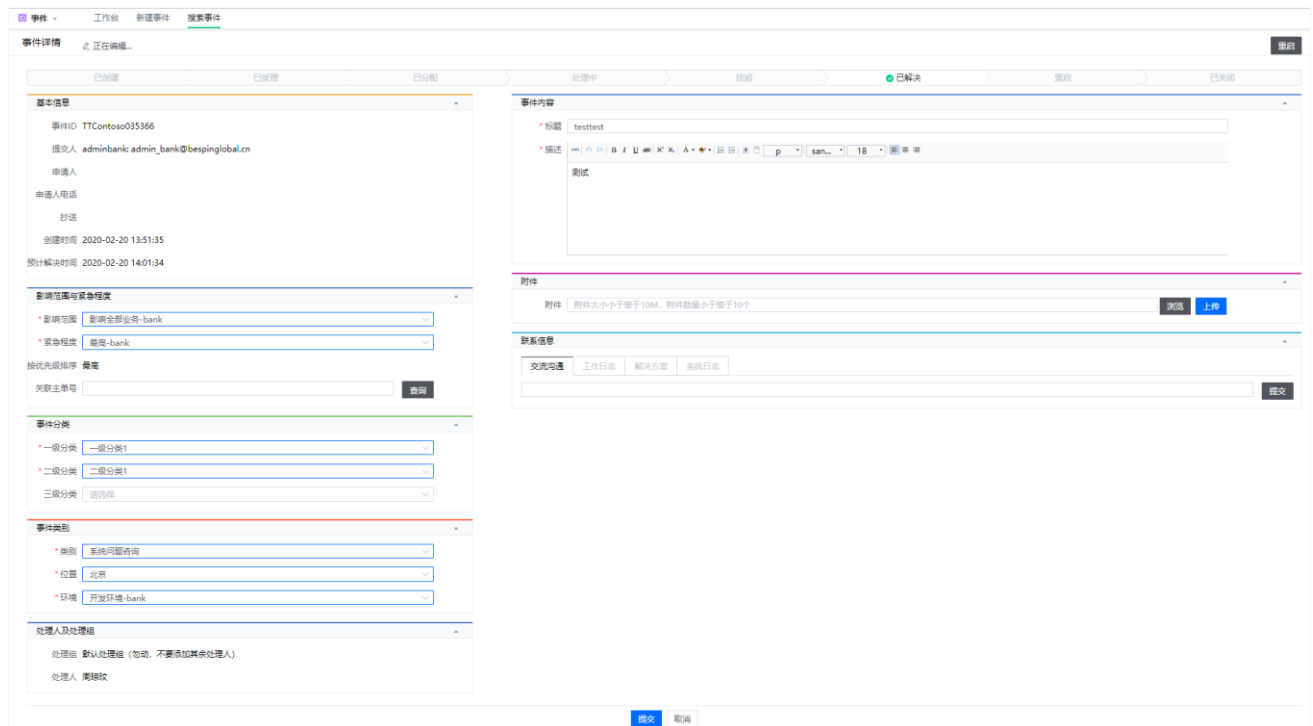 事件 工作台 新建事件 搜索事件
事件详情 正在编辑... 重启
已创建 已受理 已分配 处理中 挂起 已解决 重启 已关闭
基本信息
事件ID TTContoso035366
提交人 adminbank: admin_bank@bespinglobal.cn
申请人
申请人电话
抄送
创建时间 2020-02-20 13:51:35
预计解决时间 2020-02-20 14:01:34
影响范围与紧急程度
*影响范围 影响全部业务-bank
*紧急程度 最高-bank
按优先级排序 最高
关联主单号 查询
事件分类
*一级分类 一级分类1
*二级分类 二级分类1
三级分类 请选择
事件类别
*类别 系统问题咨询
*位置 北京
*环境 开发环境-bank
处理人及处理组
处理组 默认处理组（勿动，不要添加其余处理人）
处理人 周琼玟
事件内容
*标题 testtest
*描述 B I U X² X₂ A p san... 18
测试
附件
附件 附件大小小于等于10M，附件数量小于等于10个 浏览 上传
联系信息
交流沟通 工作日志 解决方案 系统日志
提交
提交 取消